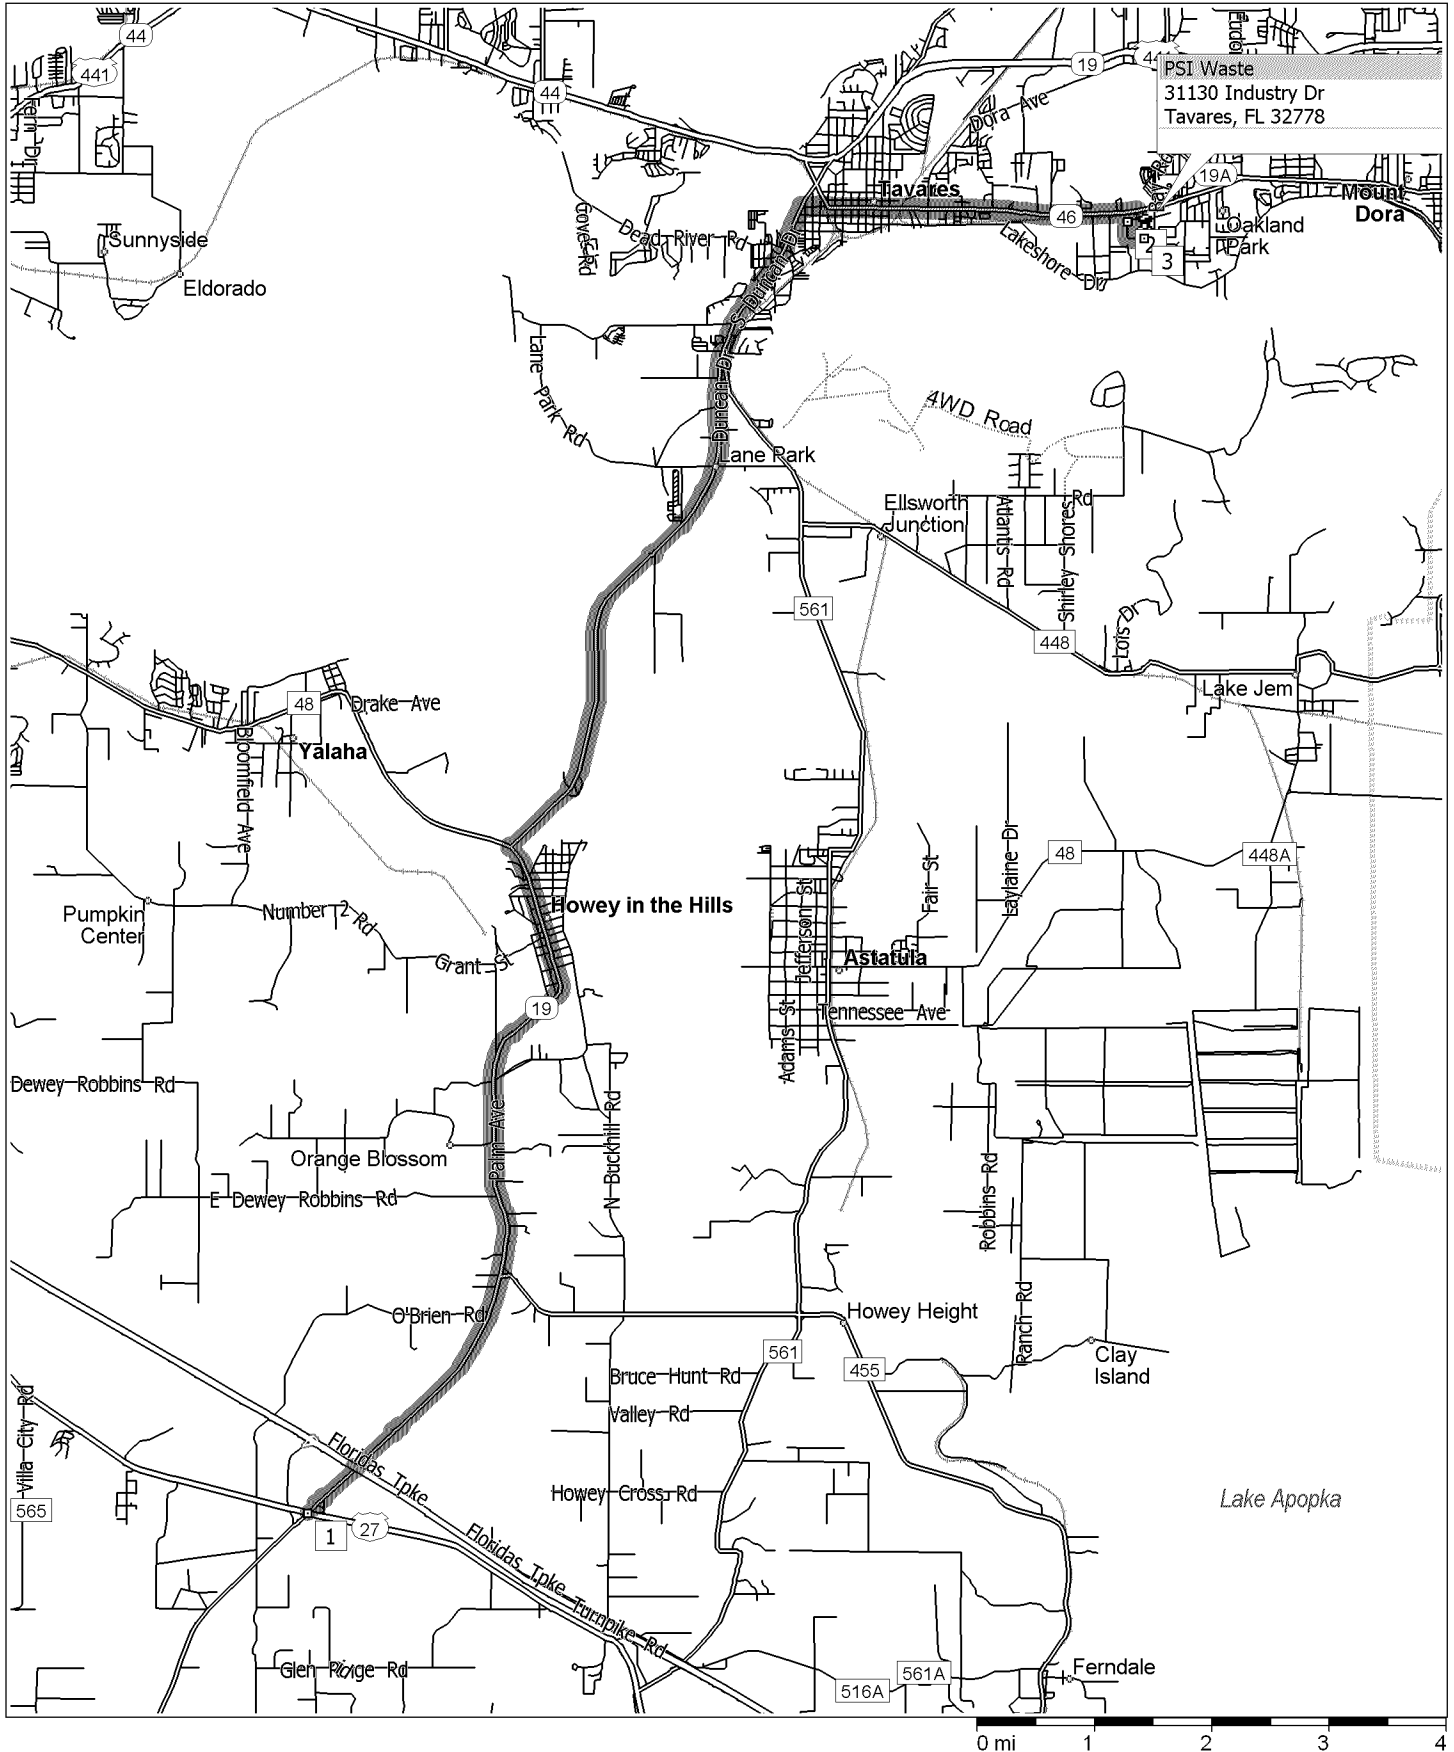 44
441
44
19
44
PSI Waste
31130 Industry Dr
Tavares, FL 32778
Dora Ave
19A
Tavares
Mount
Dora
46
Oakland
Park
Sunnyside
Eldorado
Dead River Rd
Lakeshore Dr
2
3
S Duncan Dr
Duncan Dr
Lane Park Rd
Lane Park
4WD Road
Ellsworth
Junction
Atlantis Rd
Shirley Shores Rd
561
448
Lois Dr
Lake Jem
48
Drake Ave
Yalaha
Bloomfield Ave
Pumpkin
Center
Number 2 Rd
Grant St
Howey in the Hills
19
Jefferson St
Fair St
Laylaine Dr
48
448A
Astatula
Tennessee Ave
Adams St
Dewey Robbins Rd
Palm Ave
N Buckhill Rd
Orange Blossom
E Dewey Robbins Rd
Robbins Rd
Ranch Rd
O'Brien Rd
Howey Height
Clay
Island
561
455
Bruce Hunt Rd
Valley Rd
Howey Cross Rd
Villa City Rd
565
Floridas Tpke
1
27
Floridas Tpke
Turnpike Rd
Lake Apopka
Glen Ridge Rd
516A
561A
Ferndale
0 mi 1 2 3 4